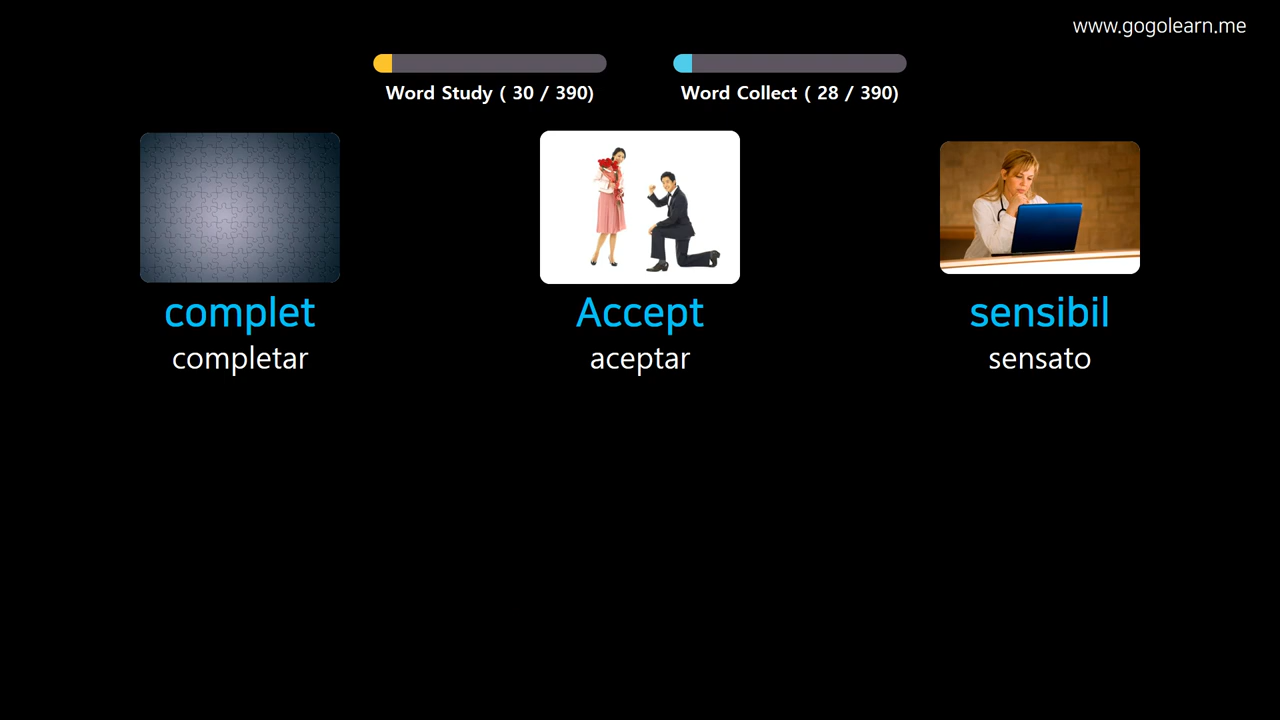 www.gogolearn.me
Word Study ( 30 / 390)
Word Collect ( 28 / 390)
complet
Accept
sensibil
completar
aceptar
sensato